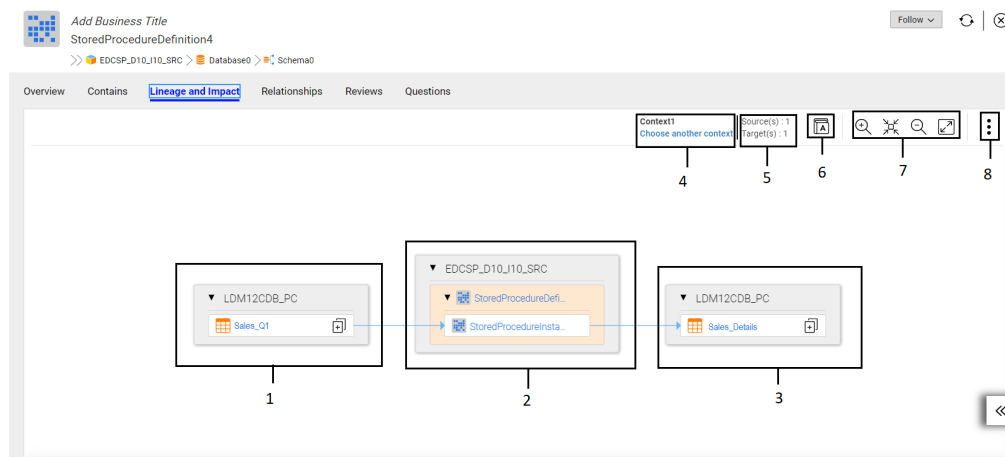 Add Business Title
Follow
StoredProcedureDefinition4
EDCSP_D10_I10_SRC Database0 Schema0
Overview Contains Lineage and Impact Relationships Reviews Questions
Context1
Choose another context
Source(s) : 1
Target(s) : 1
A
4 5 6 7 8
EDCSP_D10_I10_SRC
StoredProcedureDefi...
StoredProcedureInsta...
LDM12CDB_PC
Sales_Q1
LDM12CDB_PC
Sales_Details
1 2 3